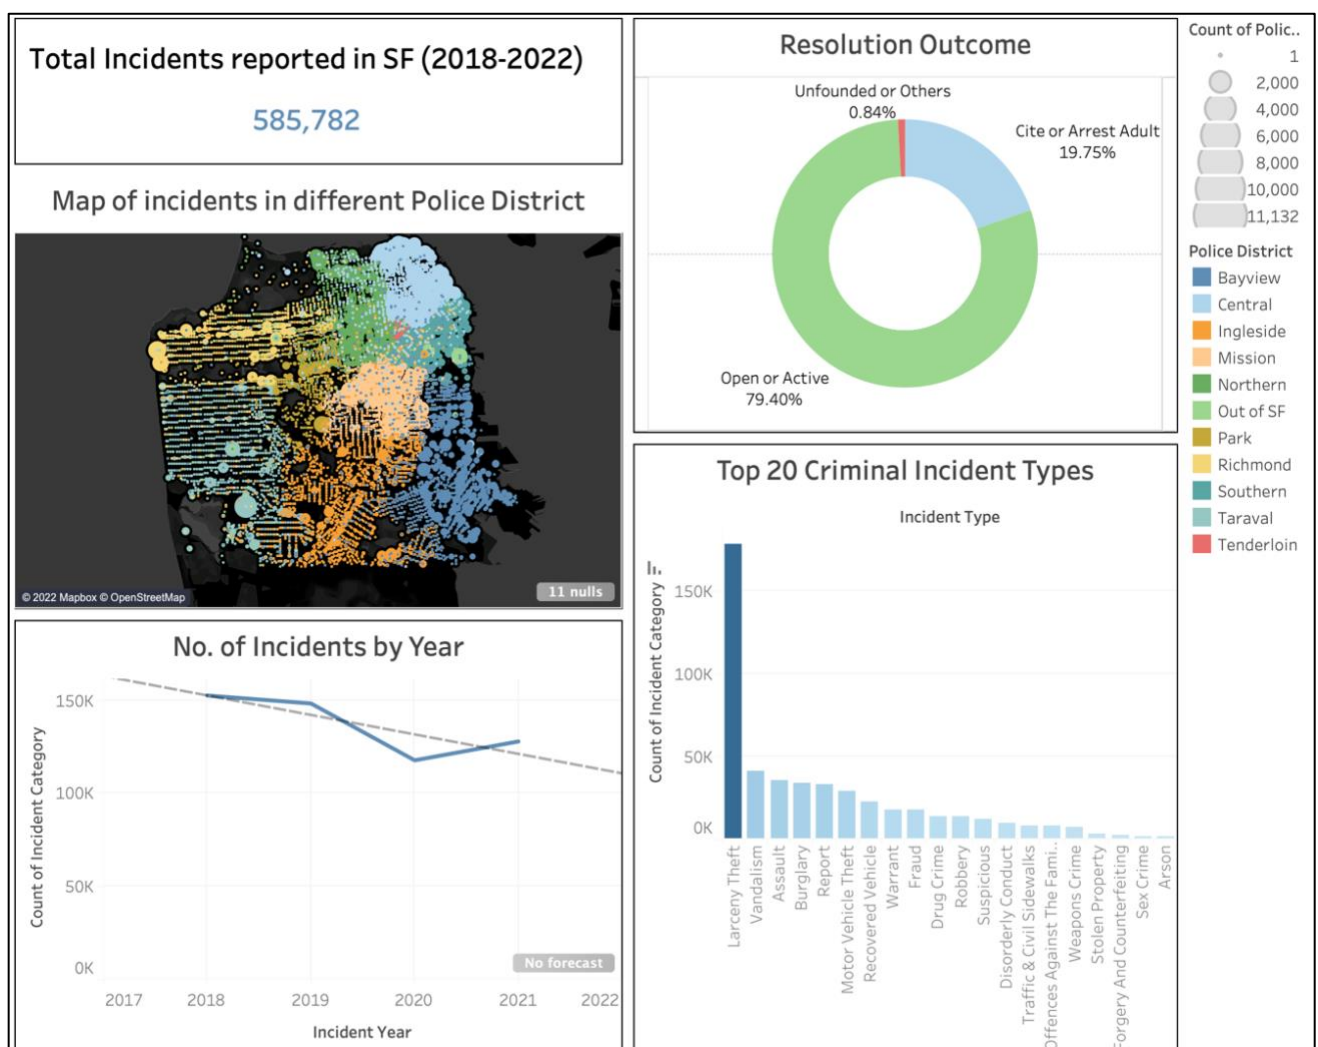 Total Incidents reported in SF (2018-2022)
585,782
Map of incidents in different Police District
© 2022 Mapbox © OpenStreetMap
11 nulls
No. of Incidents by Year
Count of Incident Category
150K
100K
50K
0K
No forecast
2017
2018
2019
2020
2021
2022
Incident Year
Resolution Outcome
Unfounded or Others
0.84%
Cite or Arrest Adult
19.75%
Open or Active
79.40%
Top 20 Criminal Incident Types
Incident Type
Count of Incident Category
150K
100K
50K
0K
Larceny Theft
Vandalism
Assault
Burglary
Report
Motor Vehicle Theft
Recovered Vehicle
Warrant
Fraud
Drug Crime
Robbery
Suspicious
Disorderly Conduct
Traffic & Civil Sidewalks
Offences Against The Fami..
Weapons Crime
Stolen Property
Forgery And Counterfeiting
Sex Crime
Arson
Count of Polic..
1
2,000
4,000
6,000
8,000
10,000
11,132
Police District
Bayview
Central
Ingleside
Mission
Northern
Out of SF
Park
Richmond
Southern
Taraval
Tenderloin